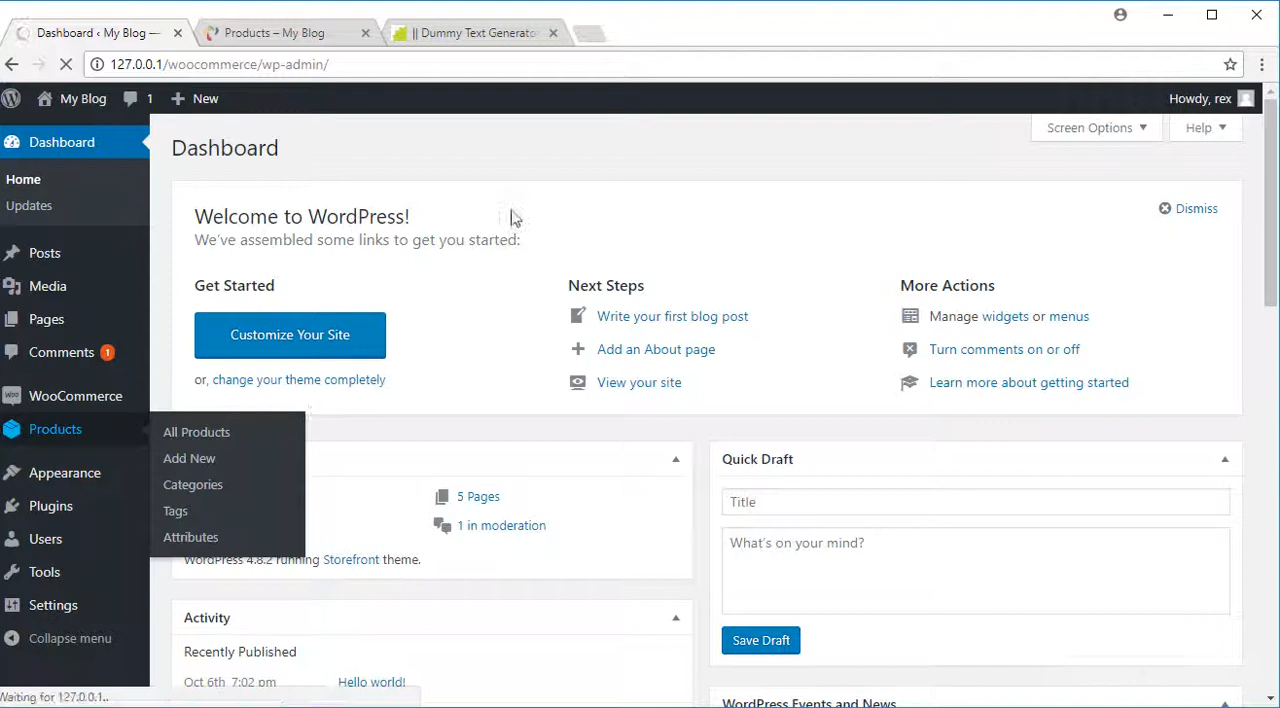 Dashboard ‹ My Blog —
Products – My Blog
|| Dummy Text Generato
127.0.0.1/woocommerce/wp-admin/
My Blog
1
New
Howdy, rex
Dashboard
Home
Updates
Posts
Media
Pages
Comments 1
WooCommerce
Products
Appearance
Plugins
Users
Tools
Settings
Collapse menu
All Products
Add New
Categories
Tags
Attributes
Dashboard
Screen Options
Help
Welcome to WordPress!
Dismiss
We've assembled some links to get you started:
Get Started
Customize Your Site
or, change your theme completely
Next Steps
Write your first blog post
Add an About page
View your site
More Actions
Manage widgets or menus
Turn comments on or off
Learn more about getting started
5 Pages
1 in moderation
WordPress 4.8.2 running Storefront theme.
Activity
Recently Published
Oct 6th, 7:02 pm
Hello world!
Quick Draft
Title
What's on your mind?
Save Draft
WordPress Events and News
Waiting for 127.0.0.1..